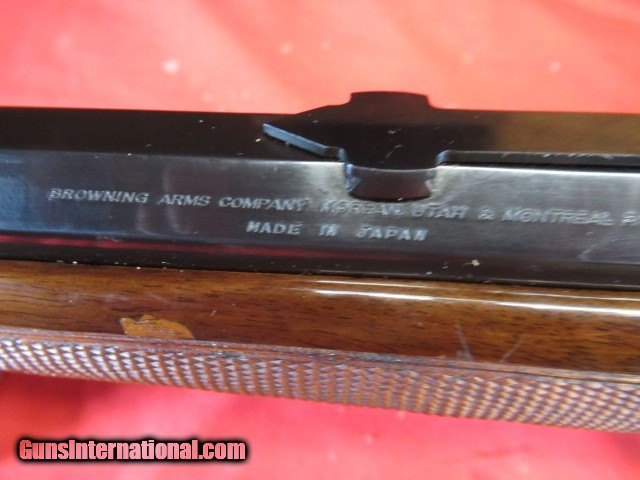 BROWNING ARMS COMPANY MORGAN, UTAH & MONTREAL P.
MADE IN JAPAN
GunsInternational.com